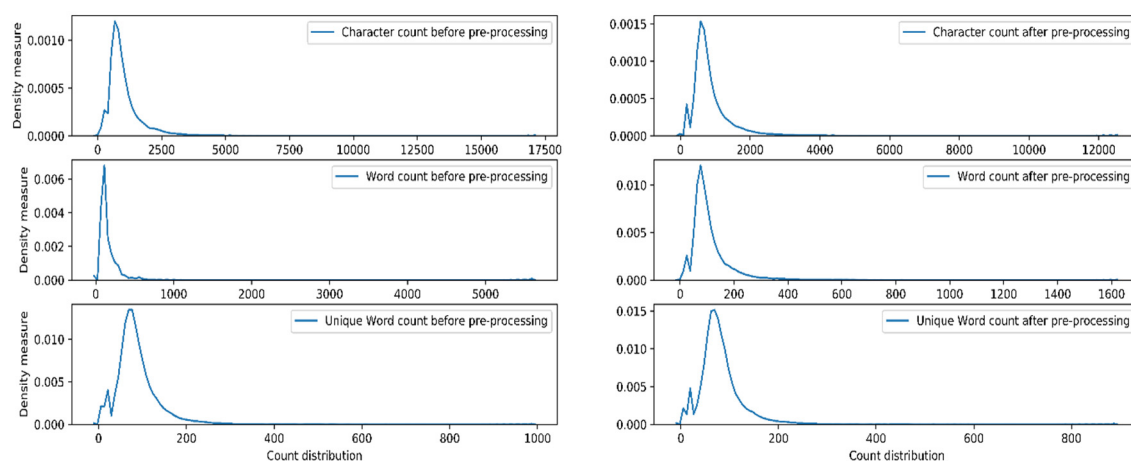 Density measure
0.0010
0.0005
0.0000
Character count before pre-processing
0 2500 5000 7500 10000 12500 15000 17500
0.0015
0.0010
0.0005
0.0000
Character count after pre-processing
0 2000 4000 6000 8000 10000 12000
Density measure
0.006
0.004
0.002
0.000
Word count before pre-processing
0 1000 2000 3000 4000 5000
0.010
0.005
0.000
Word count after pre-processing
0 200 400 600 800 1000 1200 1400 1600
Density measure
0.010
0.005
0.000
Unique Word count before pre-processing
0 200 400 600 800 1000
Count distribution
0.015
0.010
0.005
0.000
Unique Word count after pre-processing
0 200 400 600 800
Count distribution